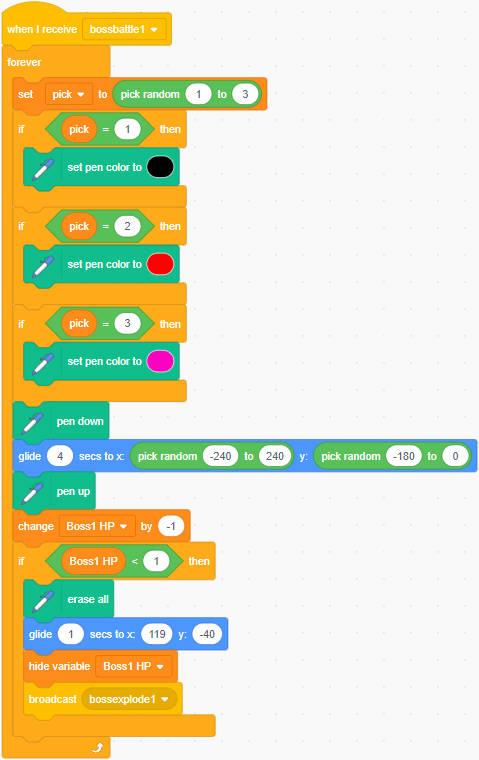 when I receive bossbattle1
forever
set pick to pick random 1 to 3
if pick = 1 then
set pen color to
if pick = 2 then
set pen color to
if pick = 3 then
set pen color to
pen down
glide 4 secs to x: pick random -240 to 240 y: pick random -180 to 0
pen up
change Boss1 HP by -1
if Boss1 HP < 1 then
erase all
glide 1 secs to x: 119 y: -40
hide variable Boss1 HP
broadcast bossexplode1